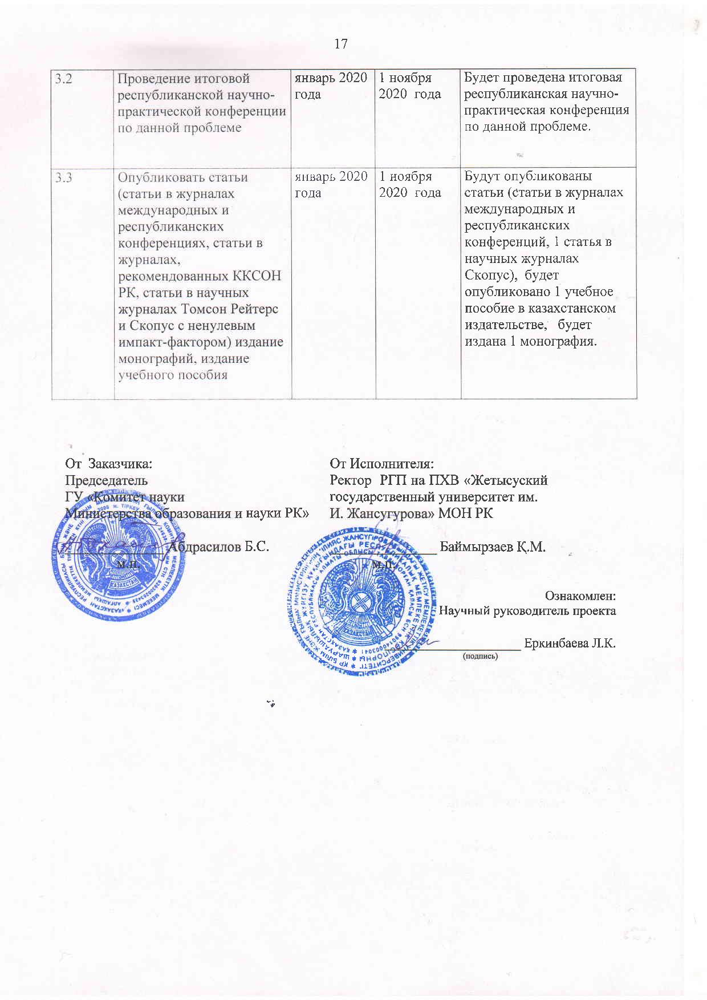 17
3.2
Проведение итоговой
республиканской научно-
практической конференции
по данной проблеме
январь 2020
года
1 ноября
2020 года
Будет проведена итоговая
республиканская научно-
практическая конференция
по данной проблеме.
3.3
Опубликовать статьи
(статьи в журналах
международных и
республиканских
конференциях, статьи в
журналах,
рекомендованных ККСОН
РК, статьи в научных
журналах Томсон Рейтерс
и Скопус с ненулевым
импакт-фактором) издание
монографий, издание
учебного пособия
январь 2020
года
1 ноября
2020 года
Будут опубликованы
статьи (статьи в журналах
международных и
республиканских
конференций, 1 статья в
научных журналах
Скопус), будет
опубликовано 1 учебное
пособие в казахстанском
издательстве, будет
издана 1 монография.
От Заказчика:
Председатель
ГУ «Комитет науки
Министерства образования и науки РК»
Абдрасилов Б.С.
м.п.
От Исполнителя:
Ректор РГП на ПХВ «Жетысуский
государственный университет им.
И. Жансугурова» МОН РК
Баймырзаев Қ.М.
м.п.
Ознакомлен:
Научный руководитель проекта
Еркинбаева Л.К.
(подпись)
ҚАЗАҚСТАН
ҚАЗАҚСТАН